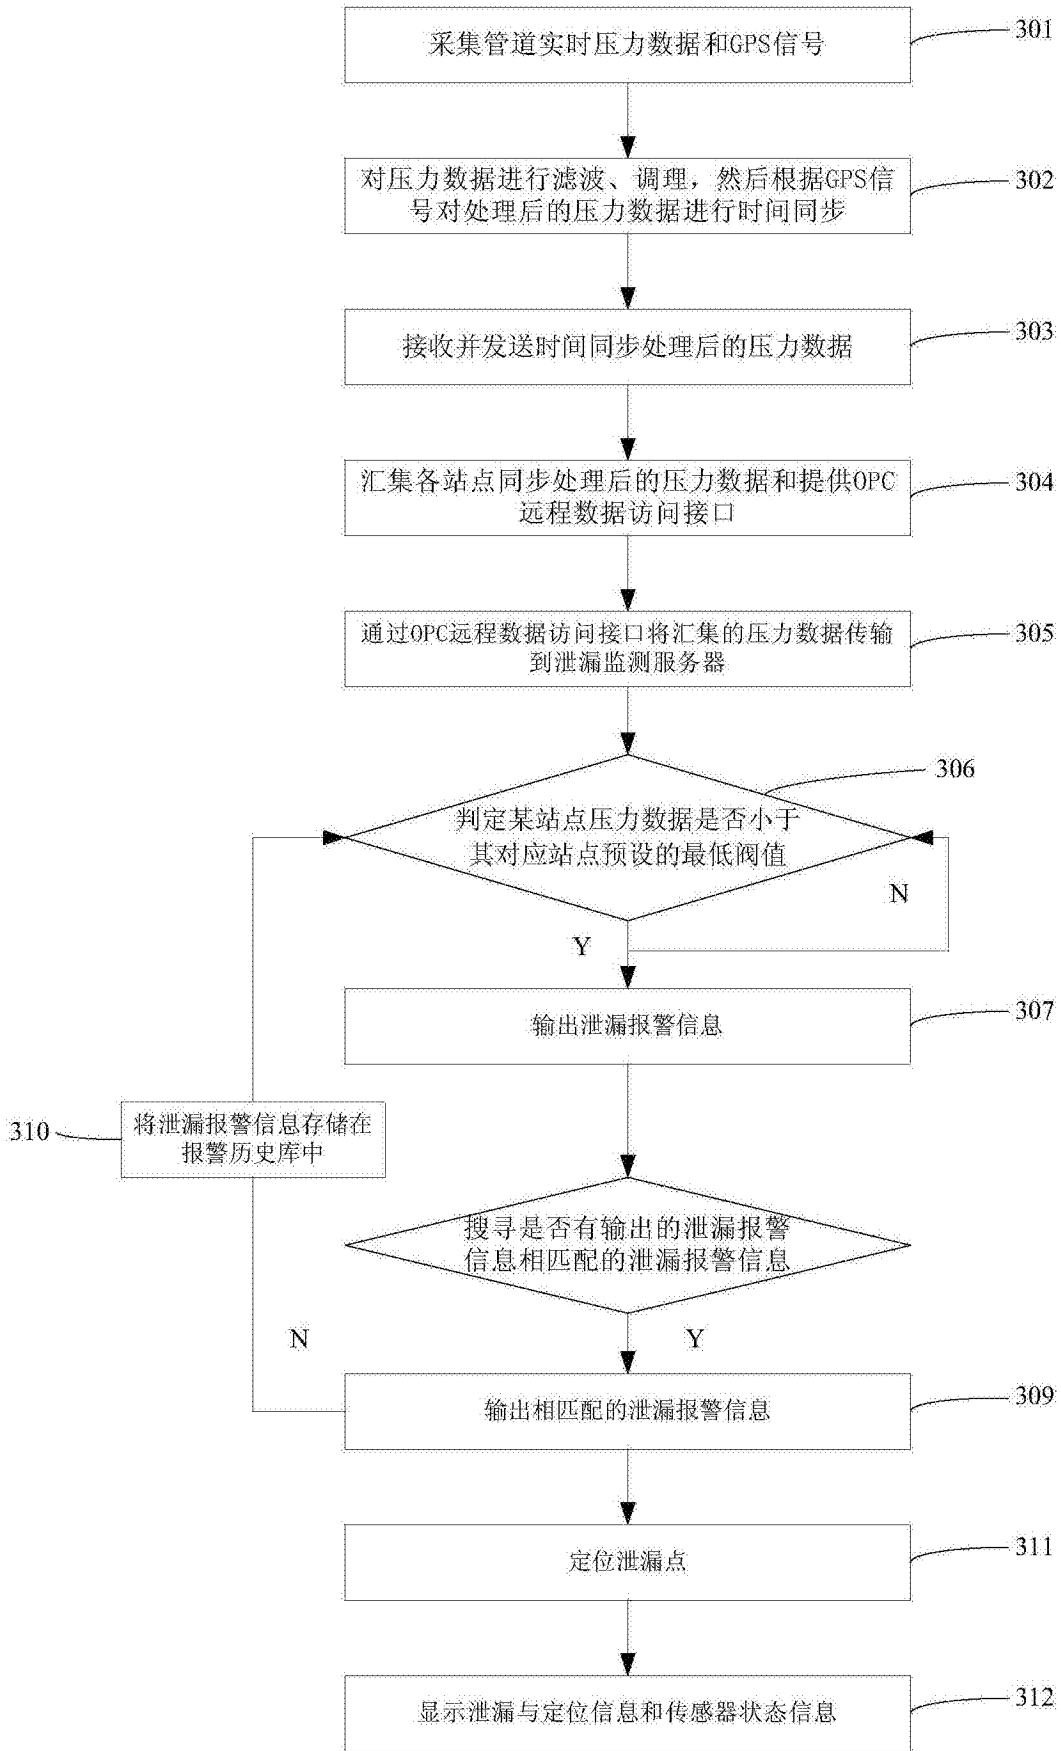 采集管道实时压力数据和GPS信号
301
对压力数据进行滤波、调理，然后根据GPS信
号对处理后的压力数据进行时间同步
302
接收并发送时间同步处理后的压力数据
303
汇集各站点同步处理后的压力数据和提供OPC
远程数据访问接口
304
通过OPC远程数据访问接口将汇集的压力数据传输
到泄漏监测服务器
305
306
判定某站点压力数据是否小于
其对应站点预设的最低阀值
N
Y
输出泄漏报警信息
307
310
将泄漏报警信息存储在
报警历史库中
搜寻是否有输出的泄漏报警
信息相匹配的泄漏报警信息
N
Y
输出相匹配的泄漏报警信息
309
定位泄漏点
311
显示泄漏与定位信息和传感器状态信息
312